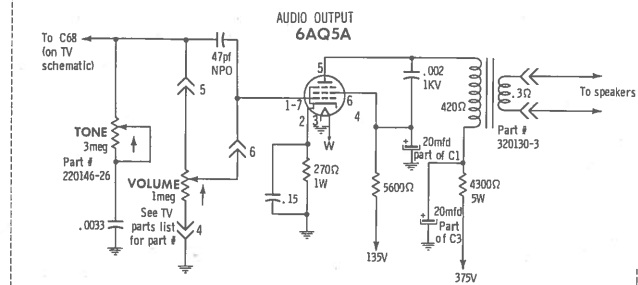 AUDIO OUTPUT
6AQ5A
To C68
(on TV
schematic)
47pf
NPO
5
5
.002
1KV
420Ω
.3Ω
To speakers
1-7
6
2
3
4
W
TONE
3meg
Part #
220146-26
6
20mfd
part of C1
Part #
320130-3
VOLUME
1meg
270Ω
1W
5600Ω
4300Ω
5W
.15
+
+
.0033
See TV
parts list
for part #
4
20mfd
Part
of C3
135V
375V